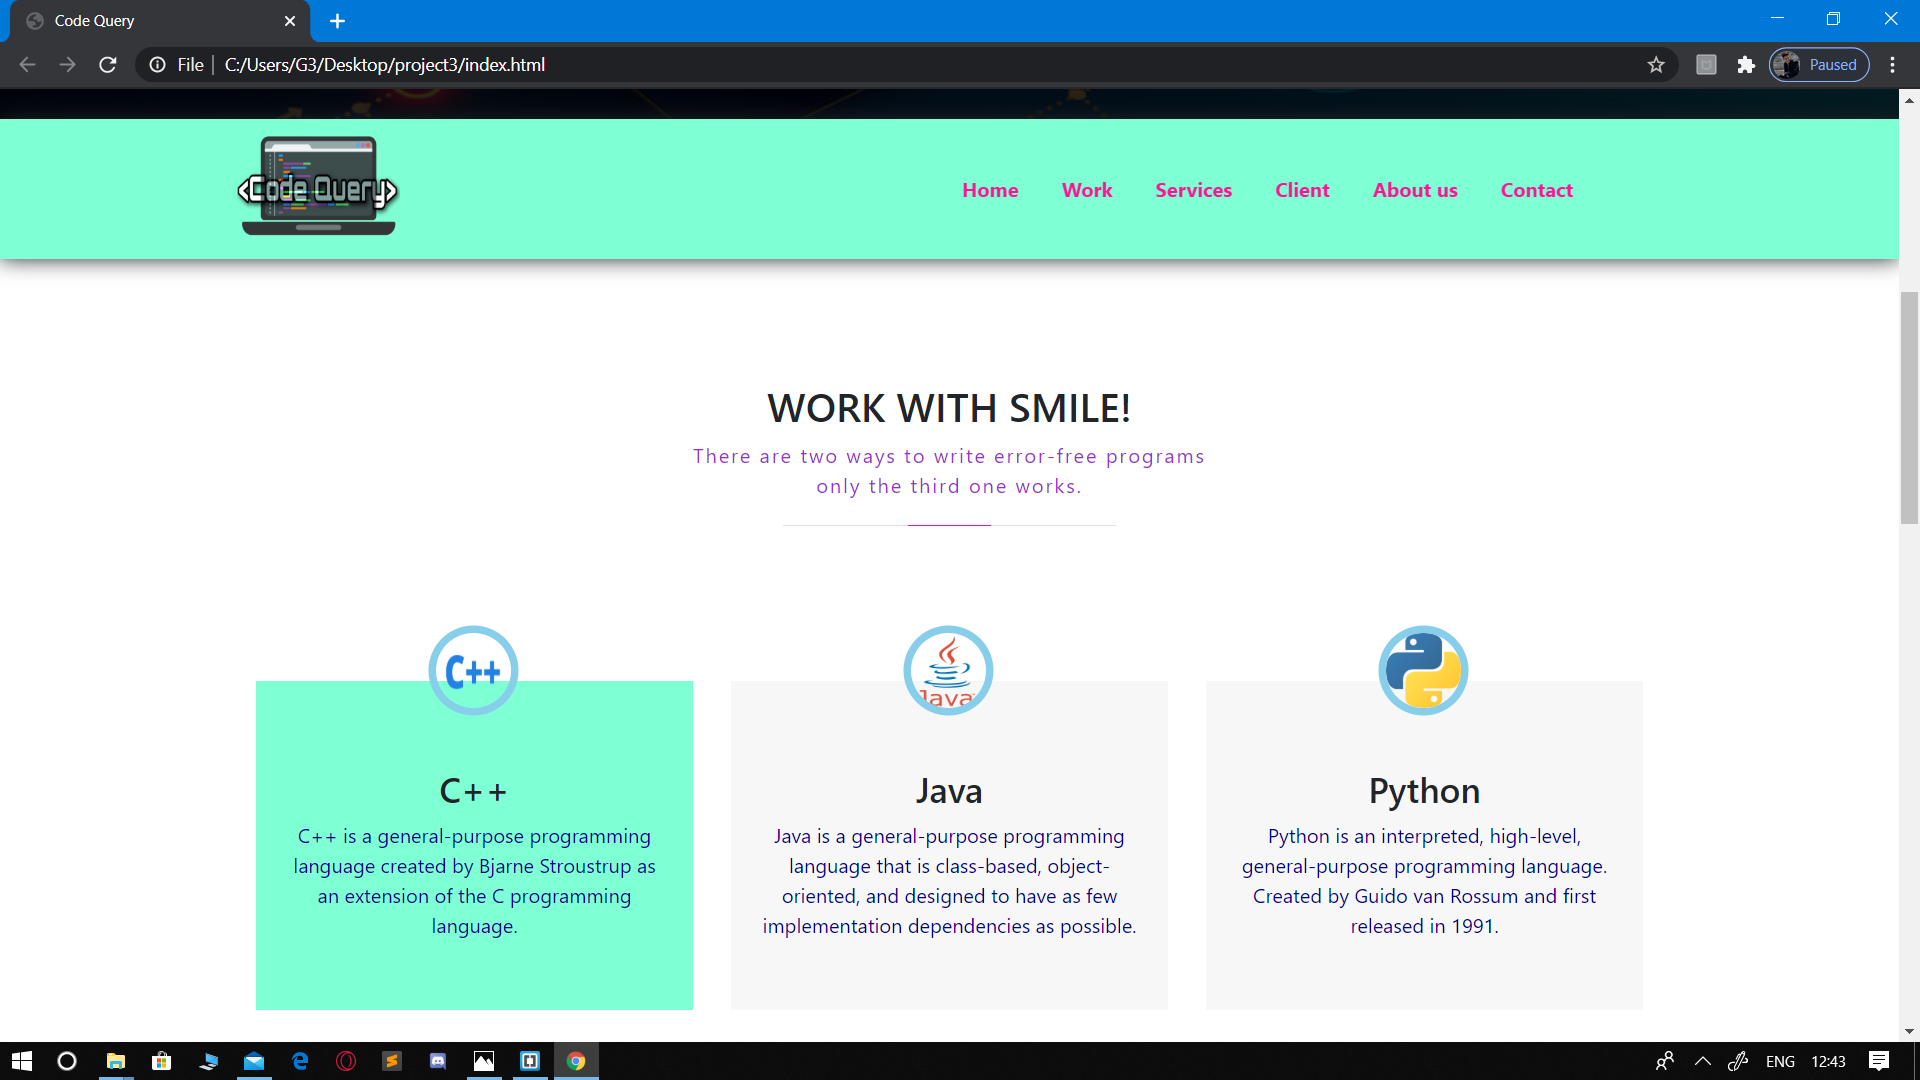 Code Query
File
C:/Users/G3/Desktop/project3/index.html
Paused
<Code Query>
Home Work Services Client About us Contact
WORK WITH SMILE!
There are two ways to write error-free programs
only the third one works.
C++
Java
C++
C++ is a general-purpose programming
language created by Bjarne Stroustrup as
an extension of the C programming
language.
Java
Java is a general-purpose programming
language that is class-based, object-
oriented, and designed to have as few
implementation dependencies as possible.
Python
Python is an interpreted, high-level,
general-purpose programming language.
Created by Guido van Rossum and first
released in 1991.
ENG 12:43